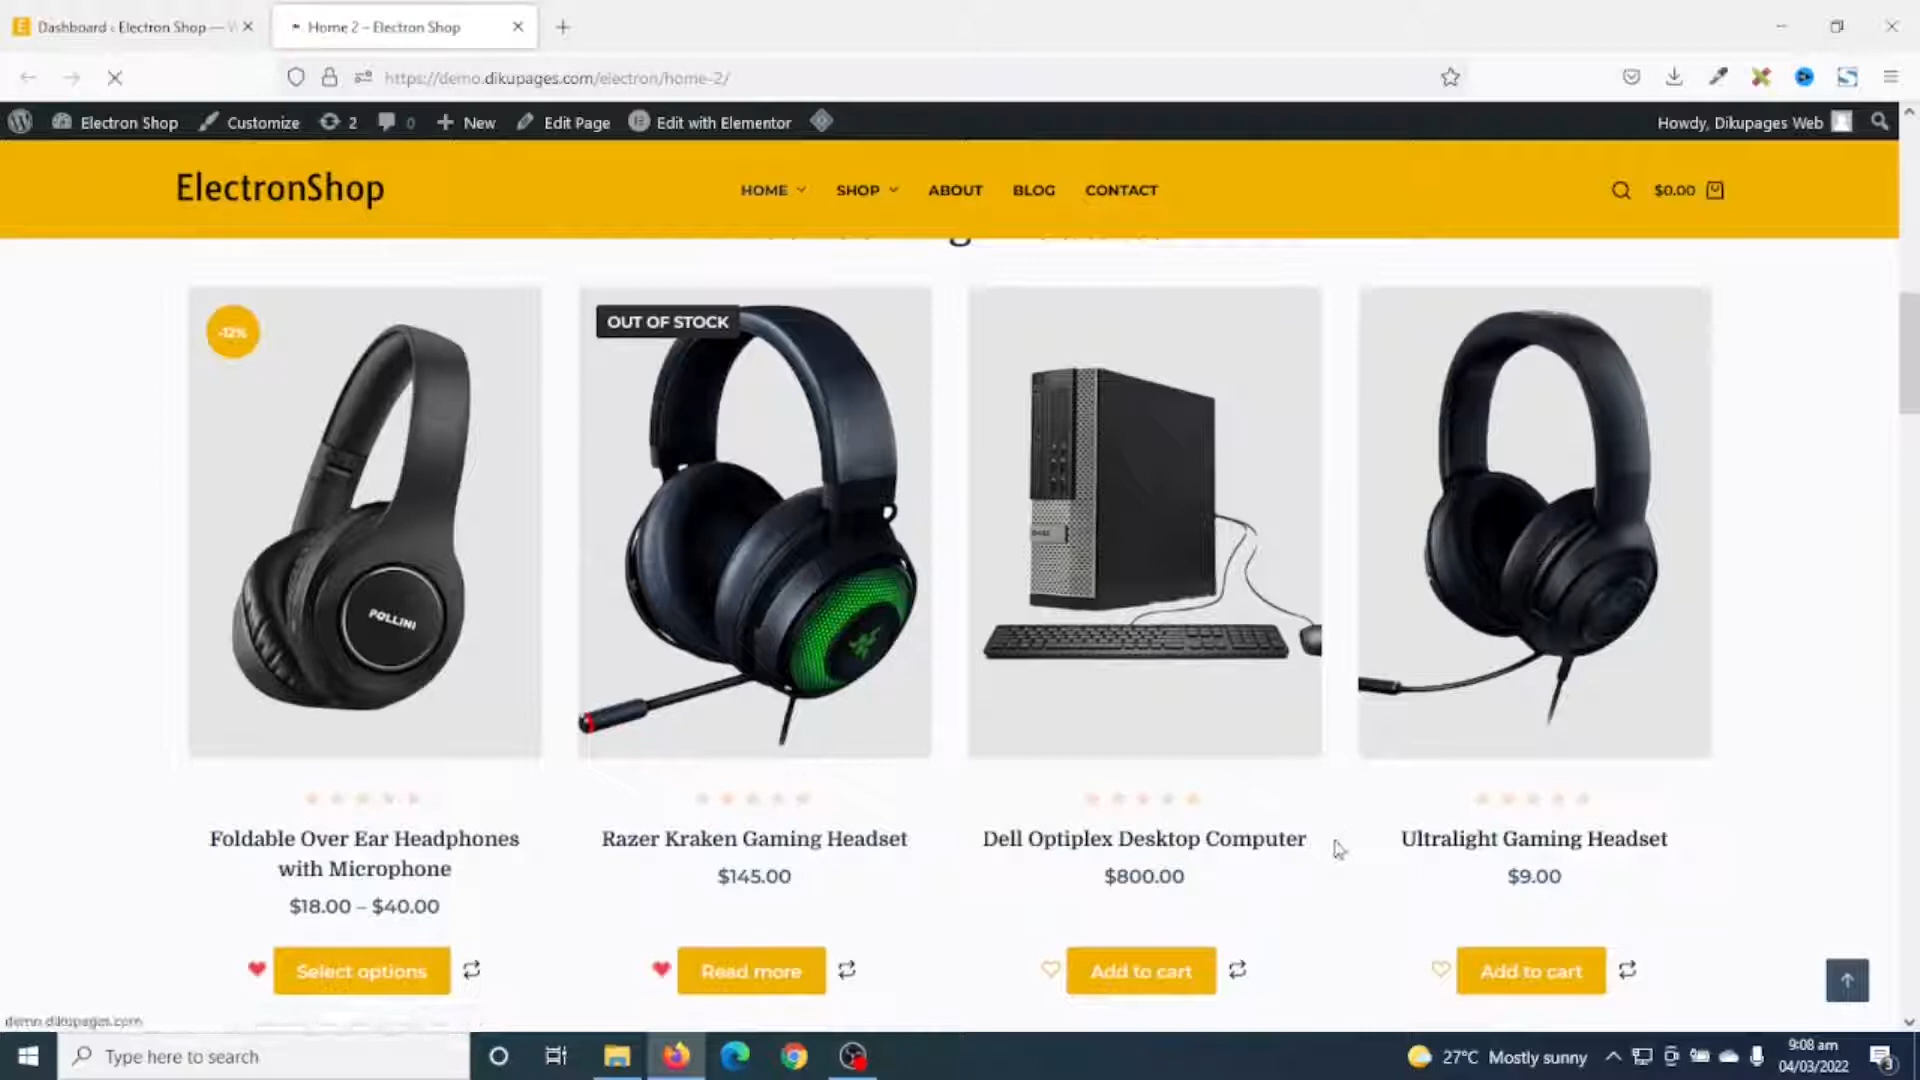 Dashboard ‹ Electron Shop —
Home 2 – Electron Shop
https://demo.dikupages.com/electron/home-2/
Electron Shop
Customize
2
0
New
Edit Page
Edit with Elementor
Howdy, Dikupages Web
ElectronShop
HOME
SHOP
ABOUT
BLOG
CONTACT
$0.00
-12%
OUT OF STOCK
POLLINI
Foldable Over Ear Headphones
with Microphone
$18.00 – $40.00
Razer Kraken Gaming Headset
$145.00
Dell Optiplex Desktop Computer
$800.00
Ultralight Gaming Headset
$9.00
Select options
Read more
Add to cart
Add to cart
demo.dikupages.com
Type here to search
27°C Mostly sunny
9:08 am
04/03/2022
3